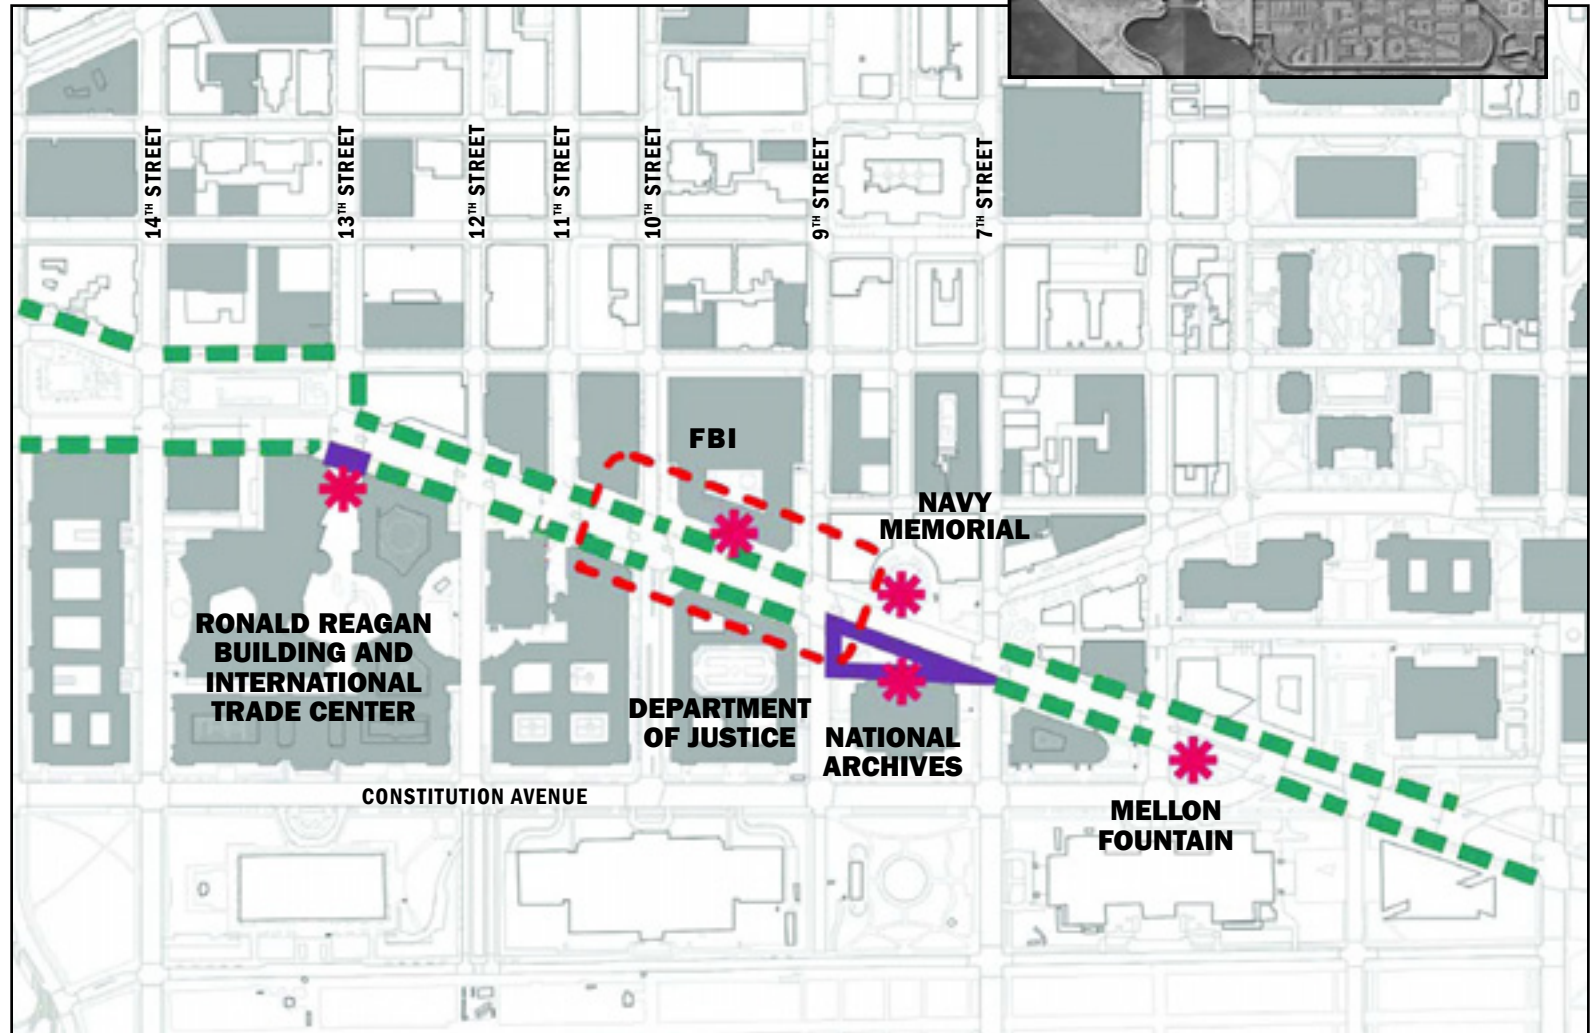 14TH STREET
13TH STREET
12TH STREET
11TH STREET
10TH STREET
9TH STREET
7TH STREET
FBI
NAVY
MEMORIAL
RONALD REAGAN
BUILDING AND
INTERNATIONAL
TRADE CENTER
DEPARTMENT
OF JUSTICE
NATIONAL
ARCHIVES
CONSTITUTION AVENUE
MELLON
FOUNTAIN